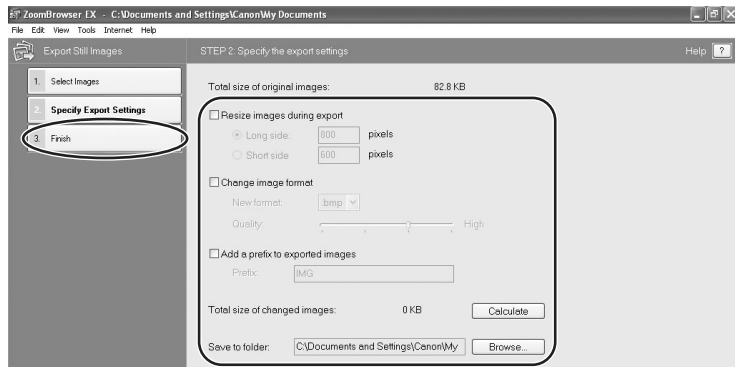 ZoomBrowser EX - C:\Documents and Settings\Canon\My Documents
File Edit View Tools Internet Help
Export Still Images
STEP 2: Specify the export settings
Help ?
1. Select Images
2. Specify Export Settings
3. Finish
Total size of original images: 82.8 KB
Resize images during export
Long side: 800 pixels
Short side 600 pixels
Change image format
New format: .bmp
Quality: High
Add a prefix to exported images
Prefix: IMG
Total size of changed images: 0 KB Calculate
Save to folder: C:\Documents and Settings\Canon\My Browse...